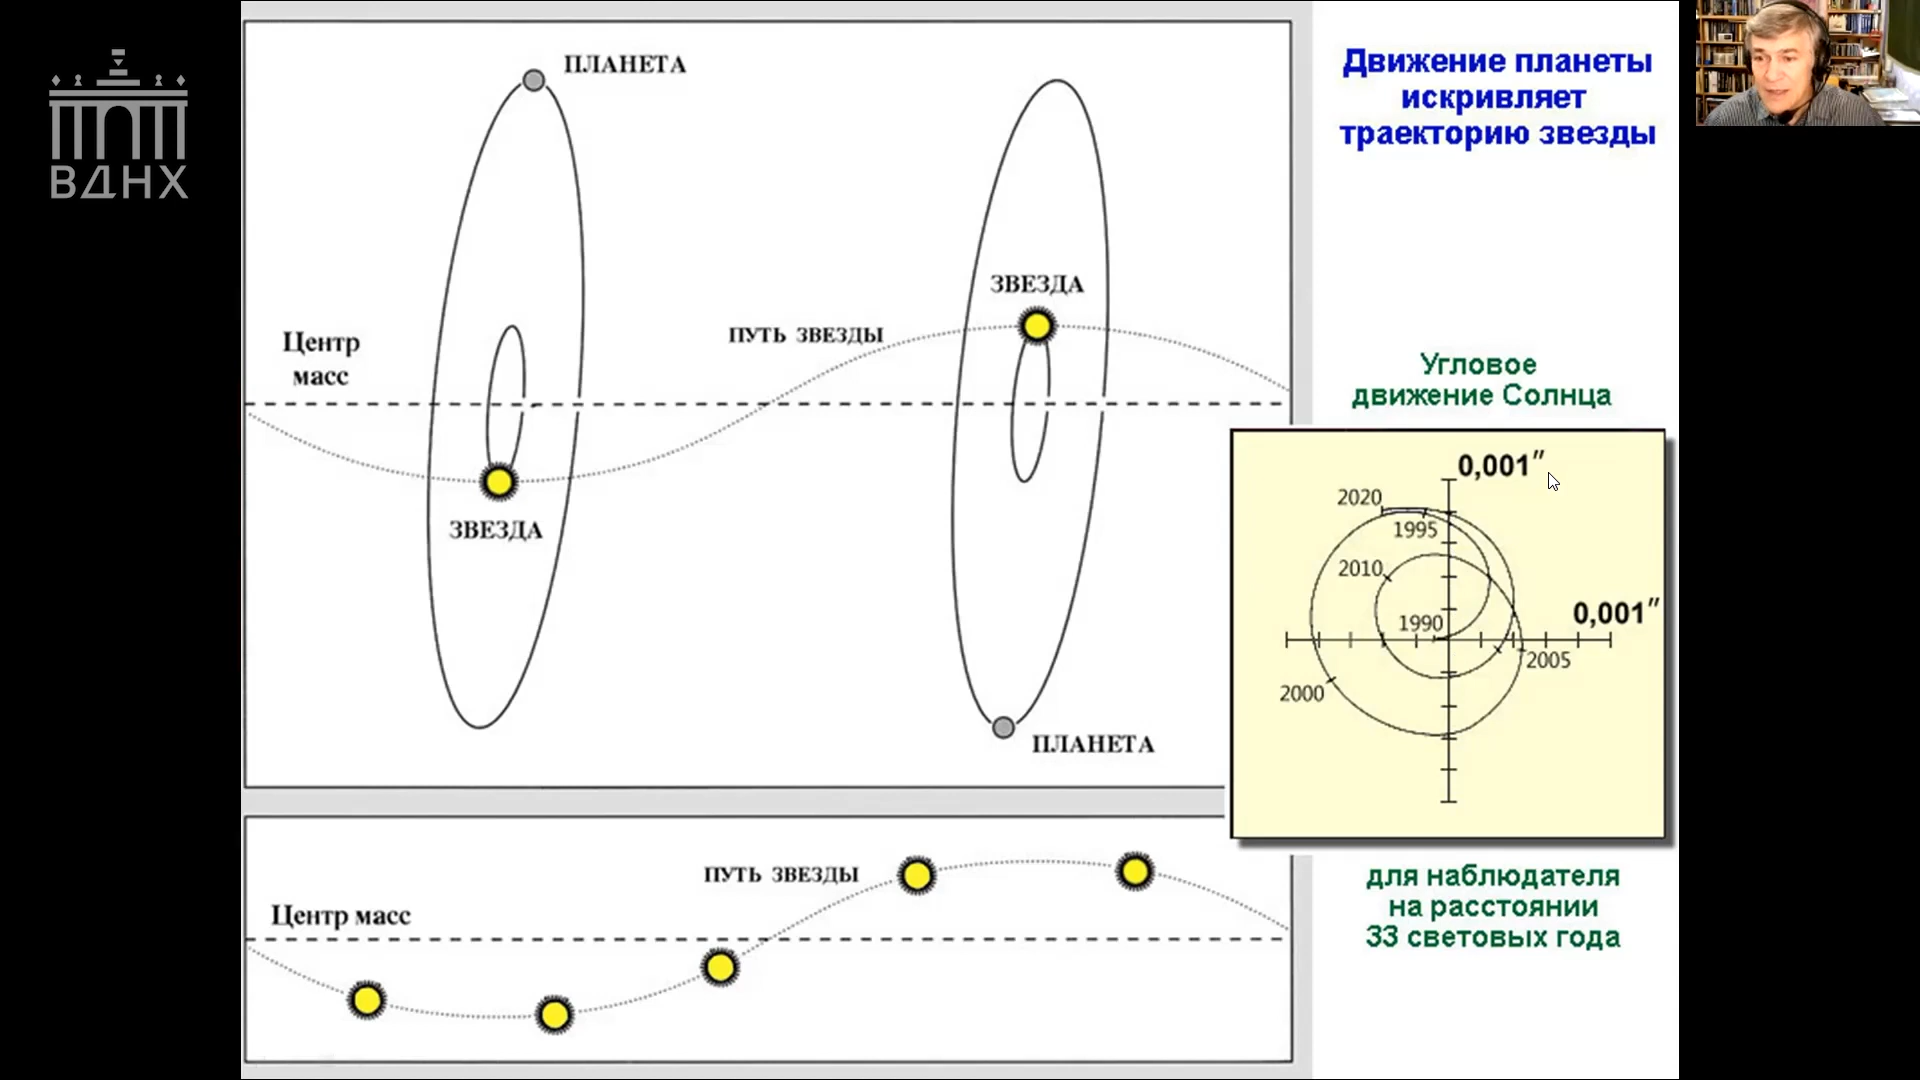 ВДНХ
ПЛАНЕТА
ЗВЕЗДА
Центр
масс
ПУТЬ ЗВЕЗДЫ
ЗВЕЗДА
ПЛАНЕТА
ПУТЬ ЗВЕЗДЫ
Центр масс
Движение планеты
искривляет
траекторию звезды
Угловое
движение Солнца
0,001″
2020
1995
2010
0,001″
1990
2005
2000
для наблюдателя
на расстоянии
33 световых года